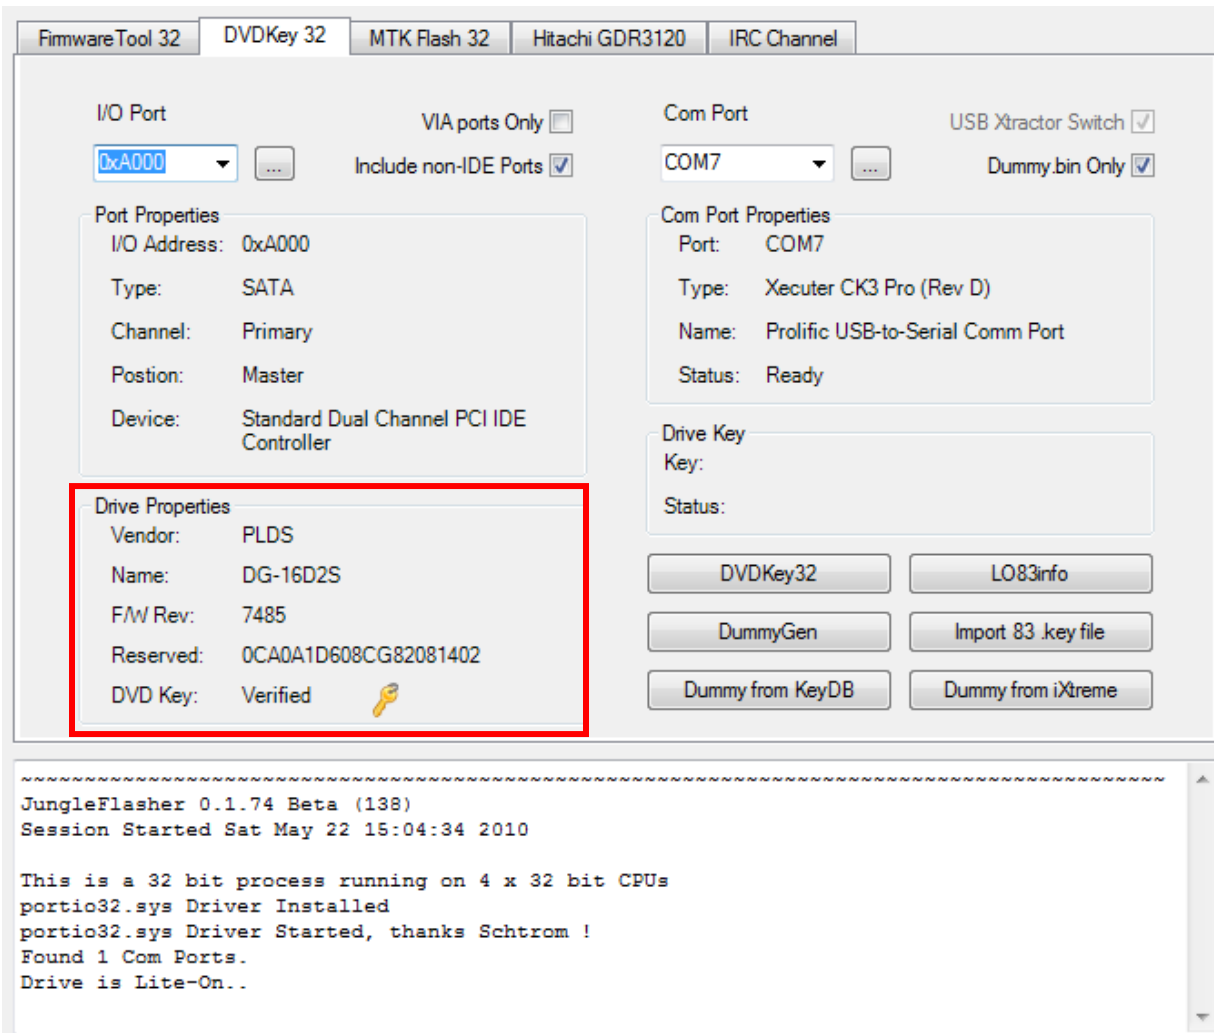 FirmwareTool 32
DVDKey 32
MTK Flash 32
Hitachi GDR3120
IRC Channel
I/O Port
VIA ports Only
0xA000
...
Include non-IDE Ports
Port Properties
I/O Address: 0xA000
Type: SATA
Channel: Primary
Postion: Master
Device: Standard Dual Channel PCI IDE
Controller
Drive Properties
Vendor: PLDS
Name: DG-16D2S
F/W Rev: 7485
Reserved: 0CA0A1D608CG82081402
DVD Key: Verified
Com Port
USB Xtractor Switch
COM7
...
Dummy.bin Only
Com Port Properties
Port: COM7
Type: Xecuter CK3 Pro (Rev D)
Name: Prolific USB-to-Serial Comm Port
Status: Ready
Drive Key
Key:
Status:
DVDKey32
LO83info
DummyGen
Import 83 .key file
Dummy from KeyDB
Dummy from iXtreme
~~~~~~~~~~~~~~~~~~~~~~~~~~~~~~~~~~~~~~~~~~~~~~~~~~~~~~~~~~~~~~~~~~~~~~~~~~~~~~~~~~~~~~~~~~
JungleFlasher 0.1.74 Beta (138)
Session Started Sat May 22 15:04:34 2010
This is a 32 bit process running on 4 x 32 bit CPUs
portio32.sys Driver Installed
portio32.sys Driver Started, thanks Schtrom !
Found 1 Com Ports.
Drive is Lite-On..